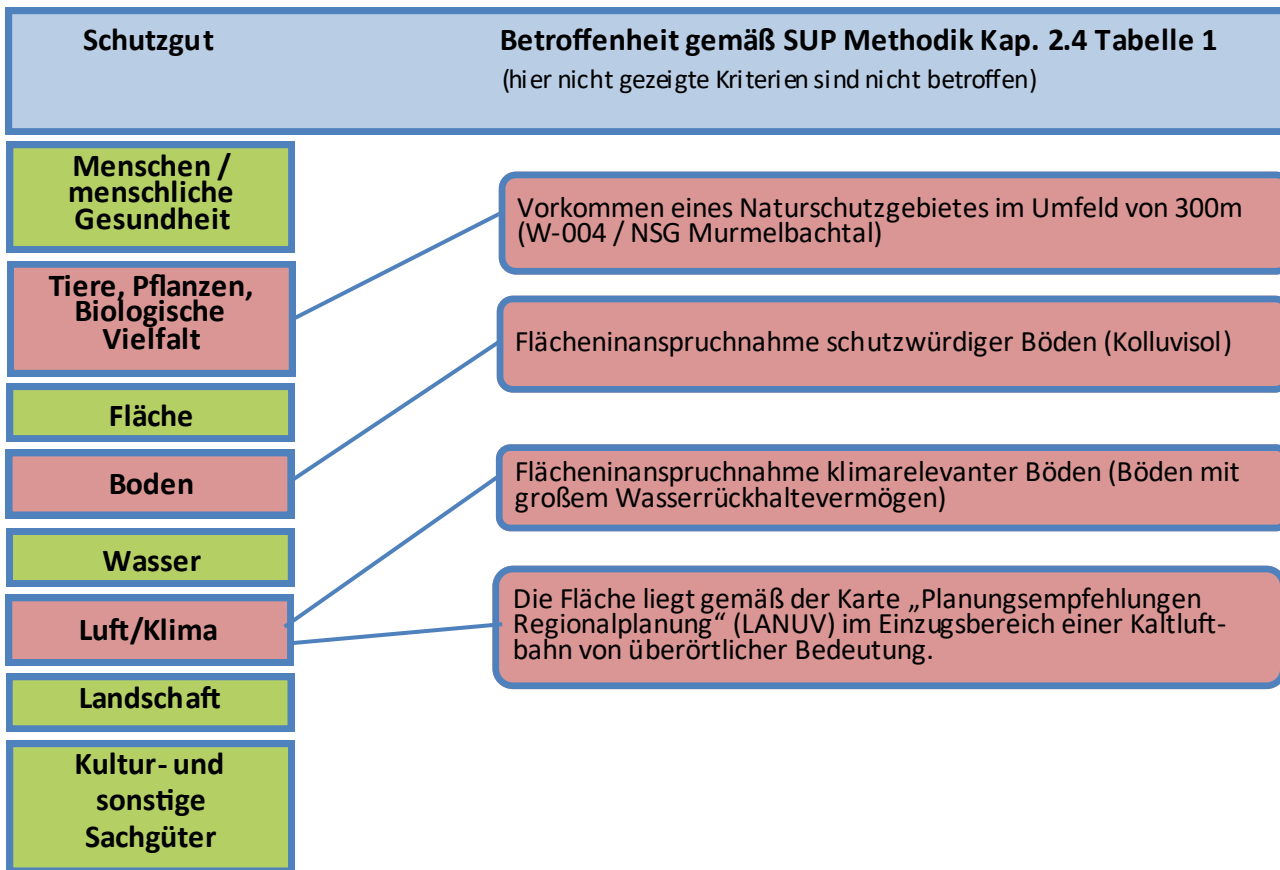 Schutzgut
Betroffenheit gemäß SUP Methodik Kap. 2.4 Tabelle 1
(hier nicht gezeigte Kriterien sind nicht betroffen)
Menschen /
menschliche
Gesundheit
Vorkommen eines Naturschutzgebietes im Umfeld von 300m
(W-004 / NSG Murmelbachtal)
Tiere, Pflanzen,
Biologische
Vielfalt
Flächeninanspruchnahme schutzwürdiger Böden (Kolluvisol)
Fläche
Boden
Flächeninanspruchnahme klimarelevanter Böden (Böden mit
großem Wasserrückhaltevermögen)
Wasser
Luft/Klima
Die Fläche liegt gemäß der Karte „Planungsempfehlungen
Regionalplanung“ (LANUV) im Einzugsbereich einer Kaltluft-
bahn von überörtlicher Bedeutung.
Landschaft
Kultur- und
sonstige
Sachgüter